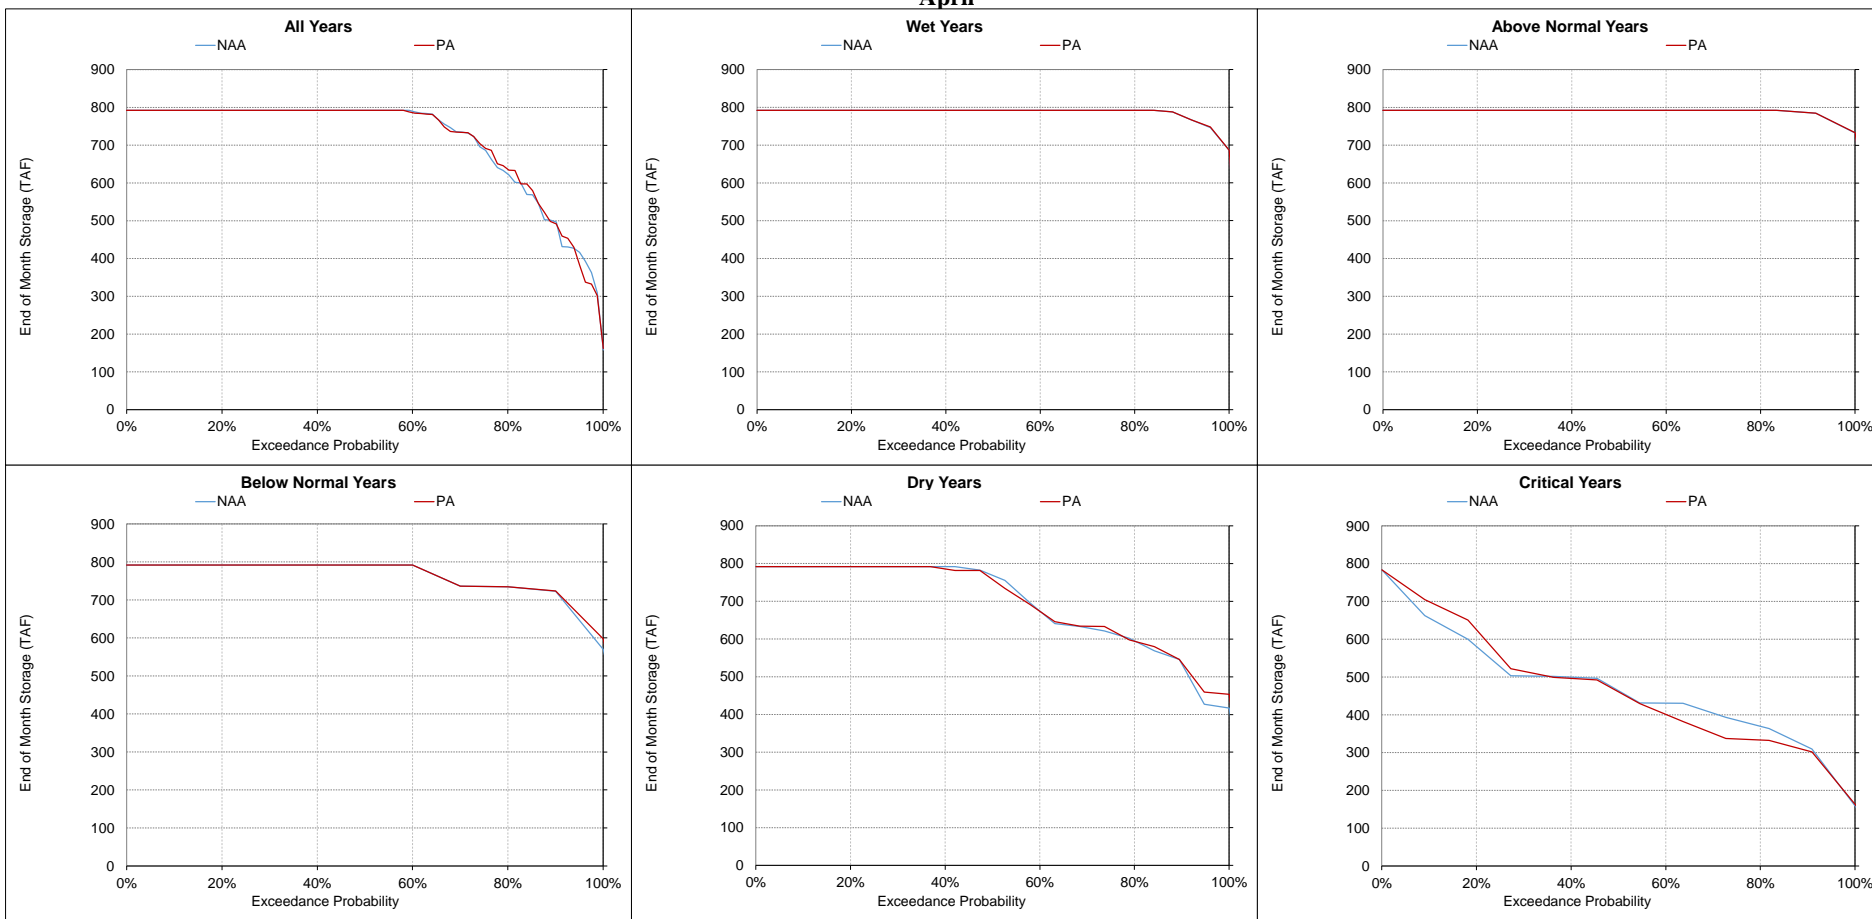 April
All Years
NAA PA
End of Month Storage (TAF)
900
800
700
600
500
400
300
200
100
0
0% 20% 40% 60% 80% 100%
Exceedance Probability
Wet Years
NAA PA
End of Month Storage (TAF)
900
800
700
600
500
400
300
200
100
0
0% 20% 40% 60% 80% 100%
Exceedance Probability
Above Normal Years
NAA PA
End of Month Storage (TAF)
900
800
700
600
500
400
300
200
100
0
0% 20% 40% 60% 80% 100%
Exceedance Probability
Below Normal Years
NAA PA
End of Month Storage (TAF)
900
800
700
600
500
400
300
200
100
0
0% 20% 40% 60% 80% 100%
Exceedance Probability
Dry Years
NAA PA
End of Month Storage (TAF)
900
800
700
600
500
400
300
200
100
0
0% 20% 40% 60% 80% 100%
Exceedance Probability
Critical Years
NAA PA
End of Month Storage (TAF)
900
800
700
600
500
400
300
200
100
0
0% 20% 40% 60% 80% 100%
Exceedance Probability